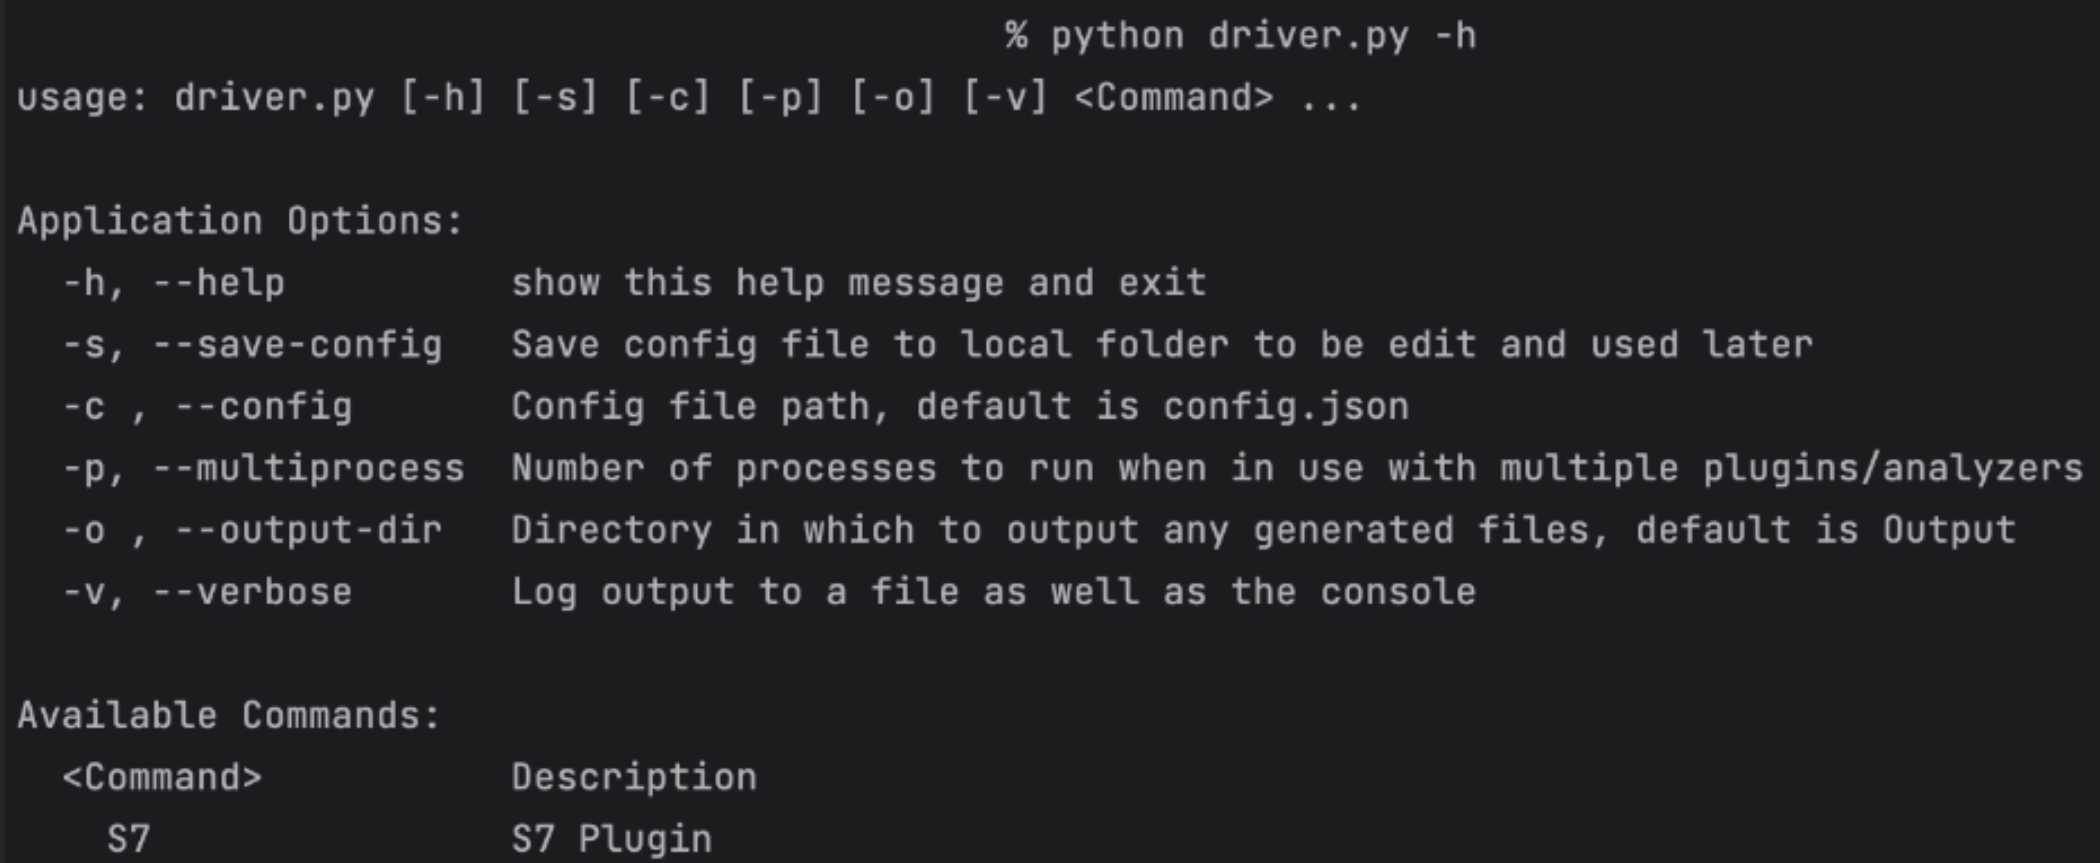 % python driver.py -h
usage: driver.py [-h] [-s] [-c] [-p] [-o] [-v] <Command> ...
Application Options:
-h, --help show this help message and exit
-s, --save-config Save config file to local folder to be edit and used later
-c , --config Config file path, default is config.json
-p, --multiprocess Number of processes to run when in use with multiple plugins/analyzers
-o , --output-dir Directory in which to output any generated files, default is Output
-v, --verbose Log output to a file as well as the console
Available Commands:
<Command> Description
S7 S7 Plugin